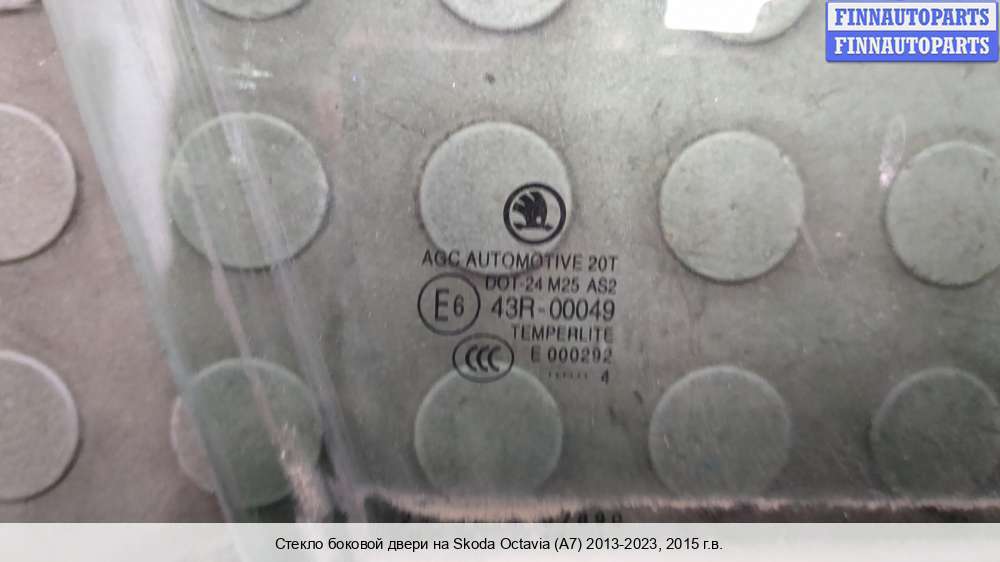 FINNAUTOPARTS
FINNAUTOPARTS
AGC AUTOMOTIVE 20T
DOT-24 M25 AS2
E6 43R-00049
TEMPERLITE
CCC E 000292
4
Стекло боковой двери на Skoda Octavia (A7) 2013-2023, 2015 г.в.